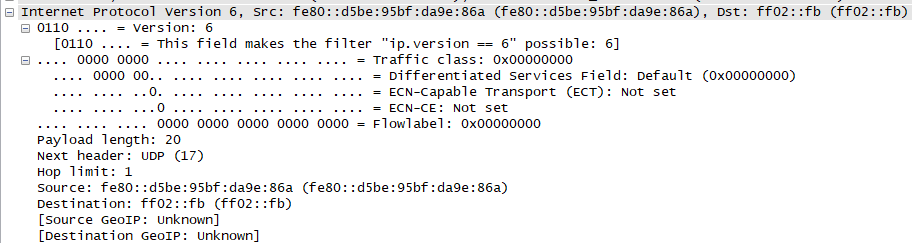 Internet Protocol Version 6, Src: fe80::d5be:95bf:da9e:86a (fe80::d5be:95bf:da9e:86a), Dst: ff02::fb (ff02::fb)
0110 .... = Version: 6
[0110 .... = This field makes the filter "ip.version == 6" possible: 6]
.... 0000 0000 .... .... .... .... .... = Traffic class: 0x00000000
.... 0000 00.. .... .... .... .... .... = Differentiated Services Field: Default (0x00000000)
.... .... ..0. .... .... .... .... .... = ECN-Capable Transport (ECT): Not set
.... .... ...0 .... .... .... .... .... = ECN-CE: Not set
.... .... .... 0000 0000 0000 0000 0000 = Flowlabel: 0x00000000
Payload length: 20
Next header: UDP (17)
Hop limit: 1
Source: fe80::d5be:95bf:da9e:86a (fe80::d5be:95bf:da9e:86a)
Destination: ff02::fb (ff02::fb)
[Source GeoIP: Unknown]
[Destination GeoIP: Unknown]